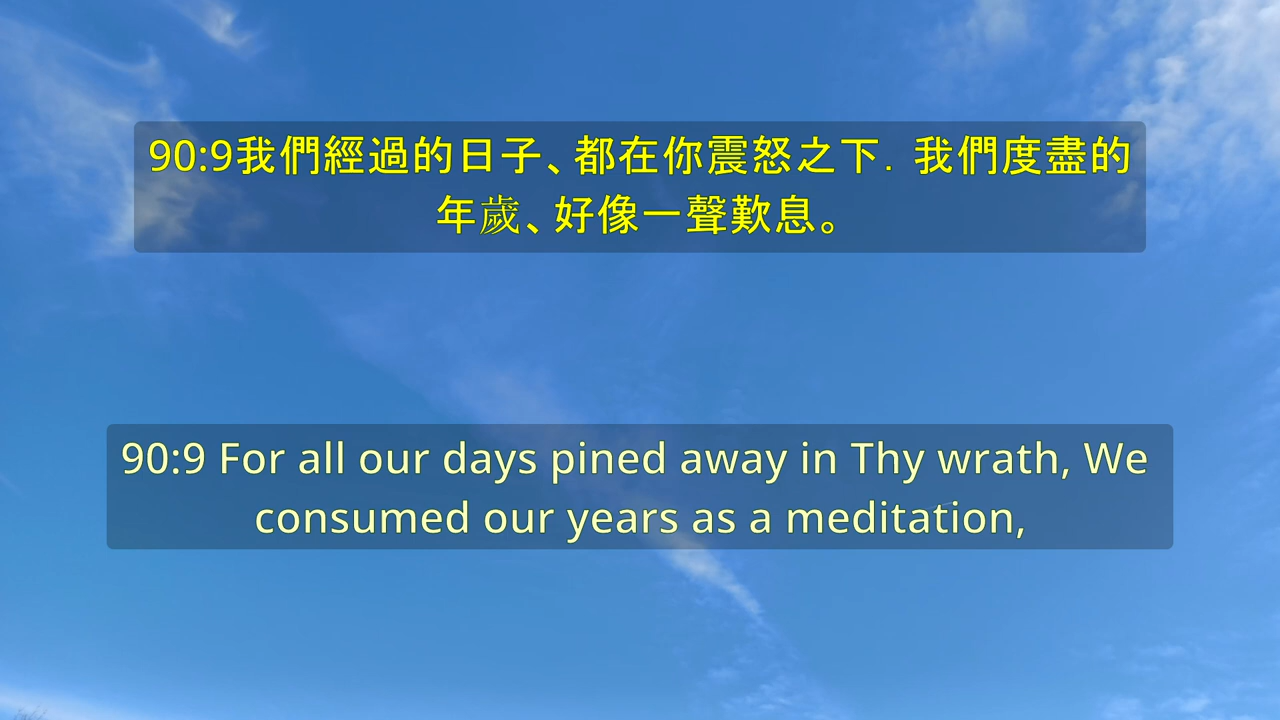 90:9我們經過的日子、都在你震怒之下．我們度盡的
年歲、好像一聲歎息。
90:9 For all our days pined away in Thy wrath, We
consumed our years as a meditation,